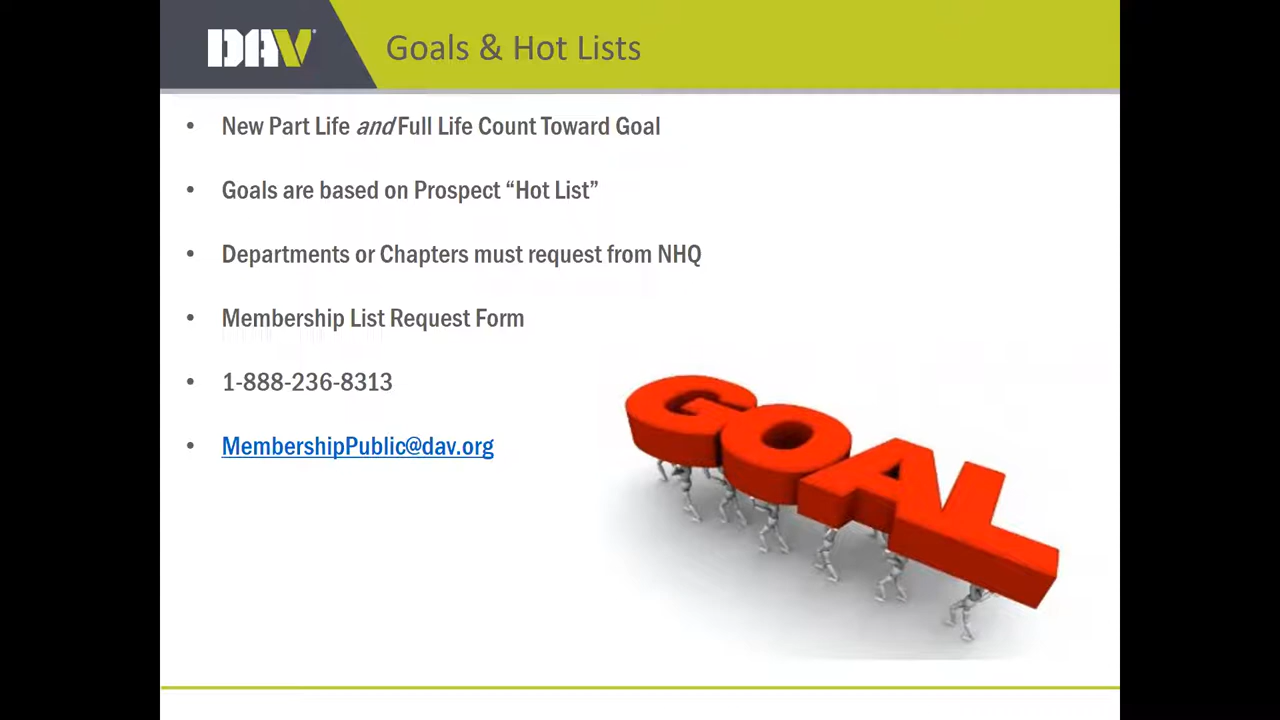 DAV
Goals & Hot Lists
• New Part Life and Full Life Count Toward Goal
• Goals are based on Prospect “Hot List”
• Departments or Chapters must request from NHQ
• Membership List Request Form
• 1-888-236-8313
• MembershipPublic@dav.org
GOAL